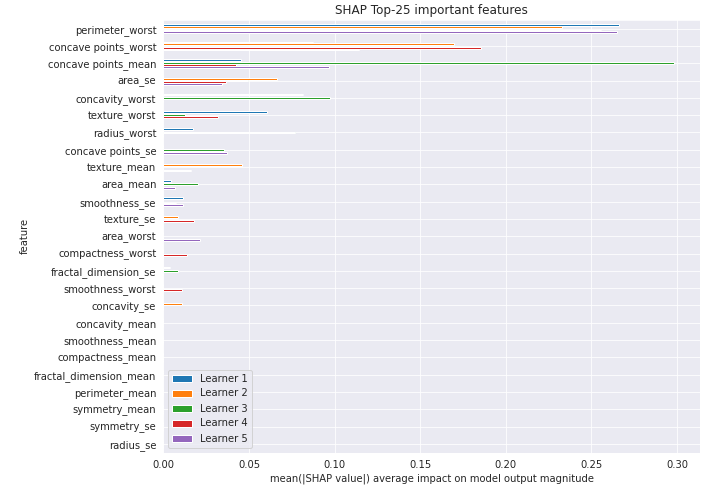 SHAP Top-25 important features
perimeter_worst
concave points_worst
concave points_mean
area_se
concavity_worst
texture_worst
radius_worst
concave points_se
texture_mean
area_mean
smoothness_se
texture_se
area_worst
compactness_worst
fractal_dimension_se
smoothness_worst
concavity_se
concavity_mean
smoothness_mean
compactness_mean
fractal_dimension_mean
perimeter_mean
symmetry_mean
symmetry_se
radius_se
feature
Learner 1
Learner 2
Learner 3
Learner 4
Learner 5
0.00 0.05 0.10 0.15 0.20 0.25 0.30
mean(|SHAP value|) average impact on model output magnitude